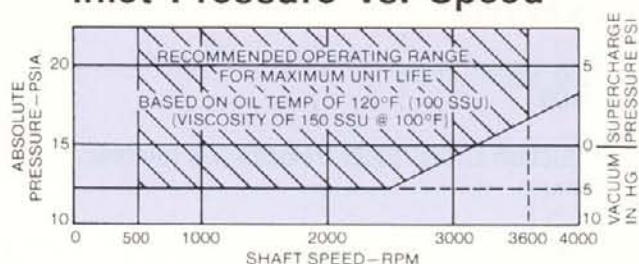 Inlet Pressure Vs. Speed
ABSOLUTE
PRESSURE—PSIA
20
15
10
RECOMMENDED OPERATING RANGE
FOR MAXIMUM UNIT LIFE
BASED ON OIL TEMP. OF 120°F. (100 SSU)
(VISCOSITY OF 150 SSU @ 100°F)
5
0
5
10
SUPERCHARGE
PRESSURE PSI
VACUUM
IN HG
0
500
1000
2000
3000
3600
4000
SHAFT SPEED—RPM